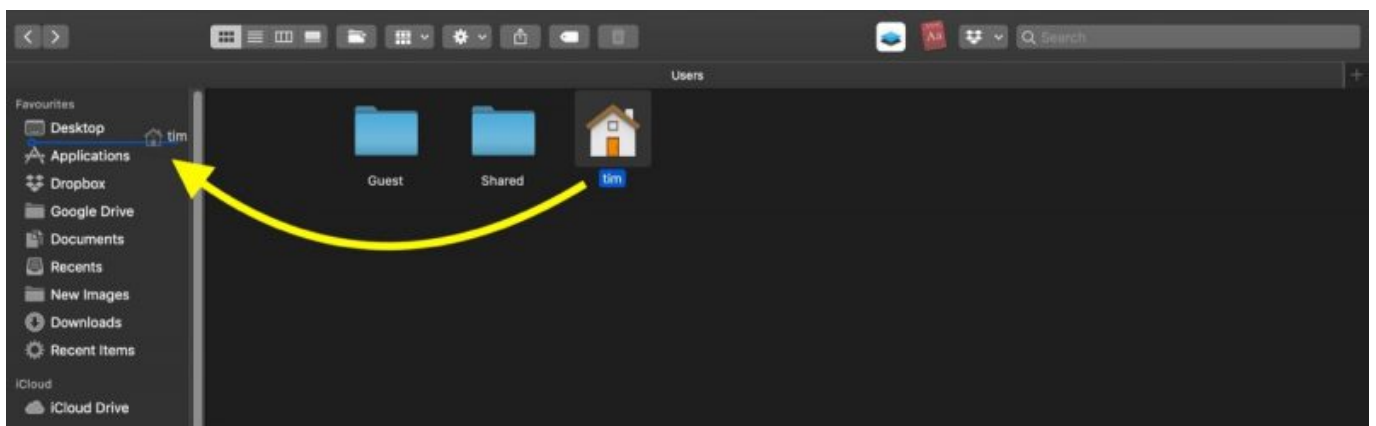 Aa
Search
Users
+
Favourites
Desktop
tim
Applications
Dropbox
Google Drive
Documents
Recents
New Images
Downloads
Recent Items
iCloud
iCloud Drive
Guest
Shared
tim